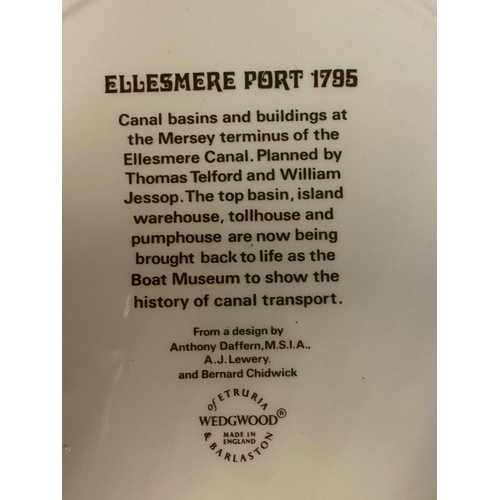 ELLESMERE PORT 1795
Canal basins and buildings at
the Mersey terminus of the
Ellesmere Canal. Planned by
Thomas Telford and William
Jessop. The top basin, island
warehouse, tollhouse and
pumphouse are now being
brought back to life as the
Boat Museum to show the
history of canal transport.
From a design by
Anthony Daffern, M.S.I.A.,
A.J. Lewery.
and Bernard Chidwick
of ETRURIA
WEDGWOOD®
MADE IN
ENGLAND
& BARLASTON